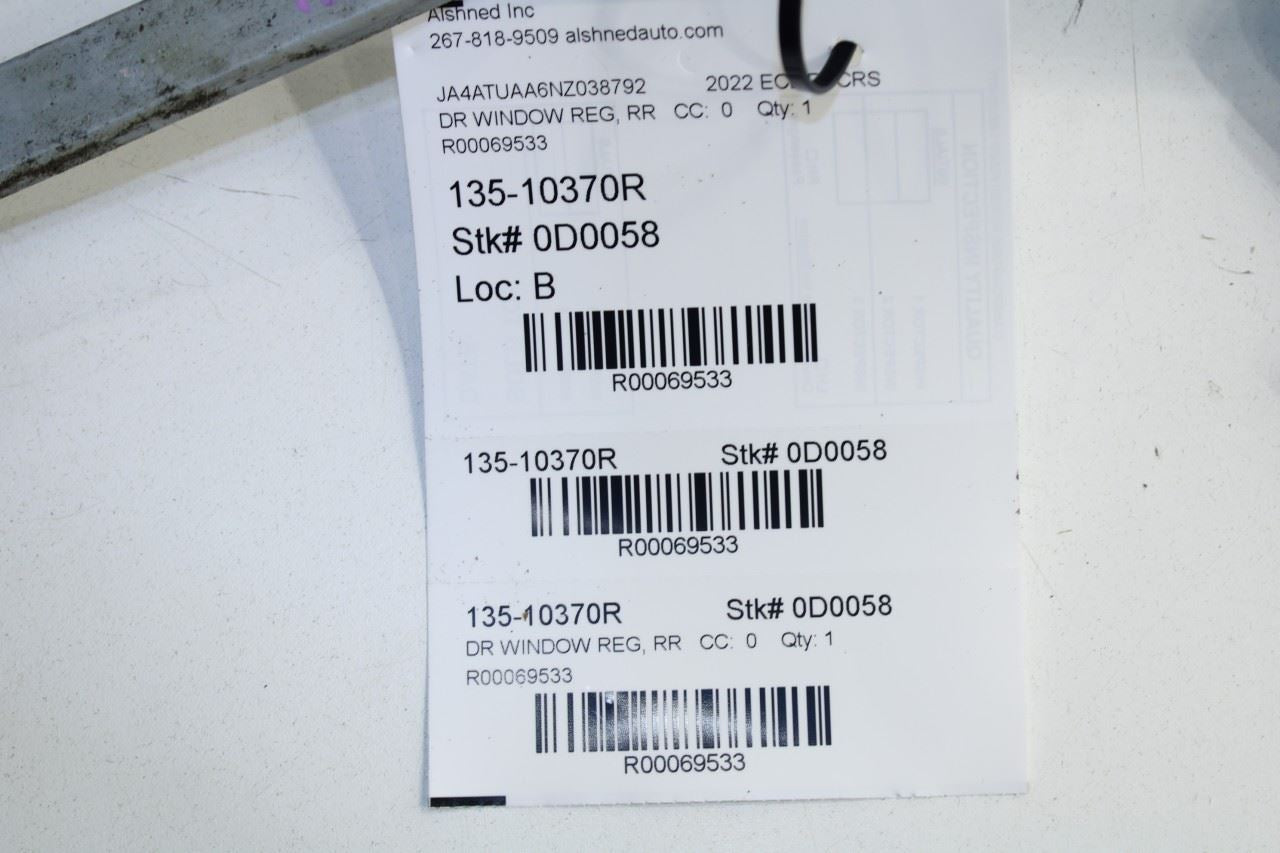 Alshned Inc
267-818-9509 alshnedauto.com
JA4ATUAA6NZ038792 2022 CRS
DR WINDOW REG, RR CC: 0 Qty: 1
R00069533
135-10370R
Stk# 0D0058
Loc: B
R00069533
135-10370R Stk# 0D0058
R00069533
135-10370R Stk# 0D0058
DR WINDOW REG, RR CC: 0 Qty: 1
R00069533
R00069533